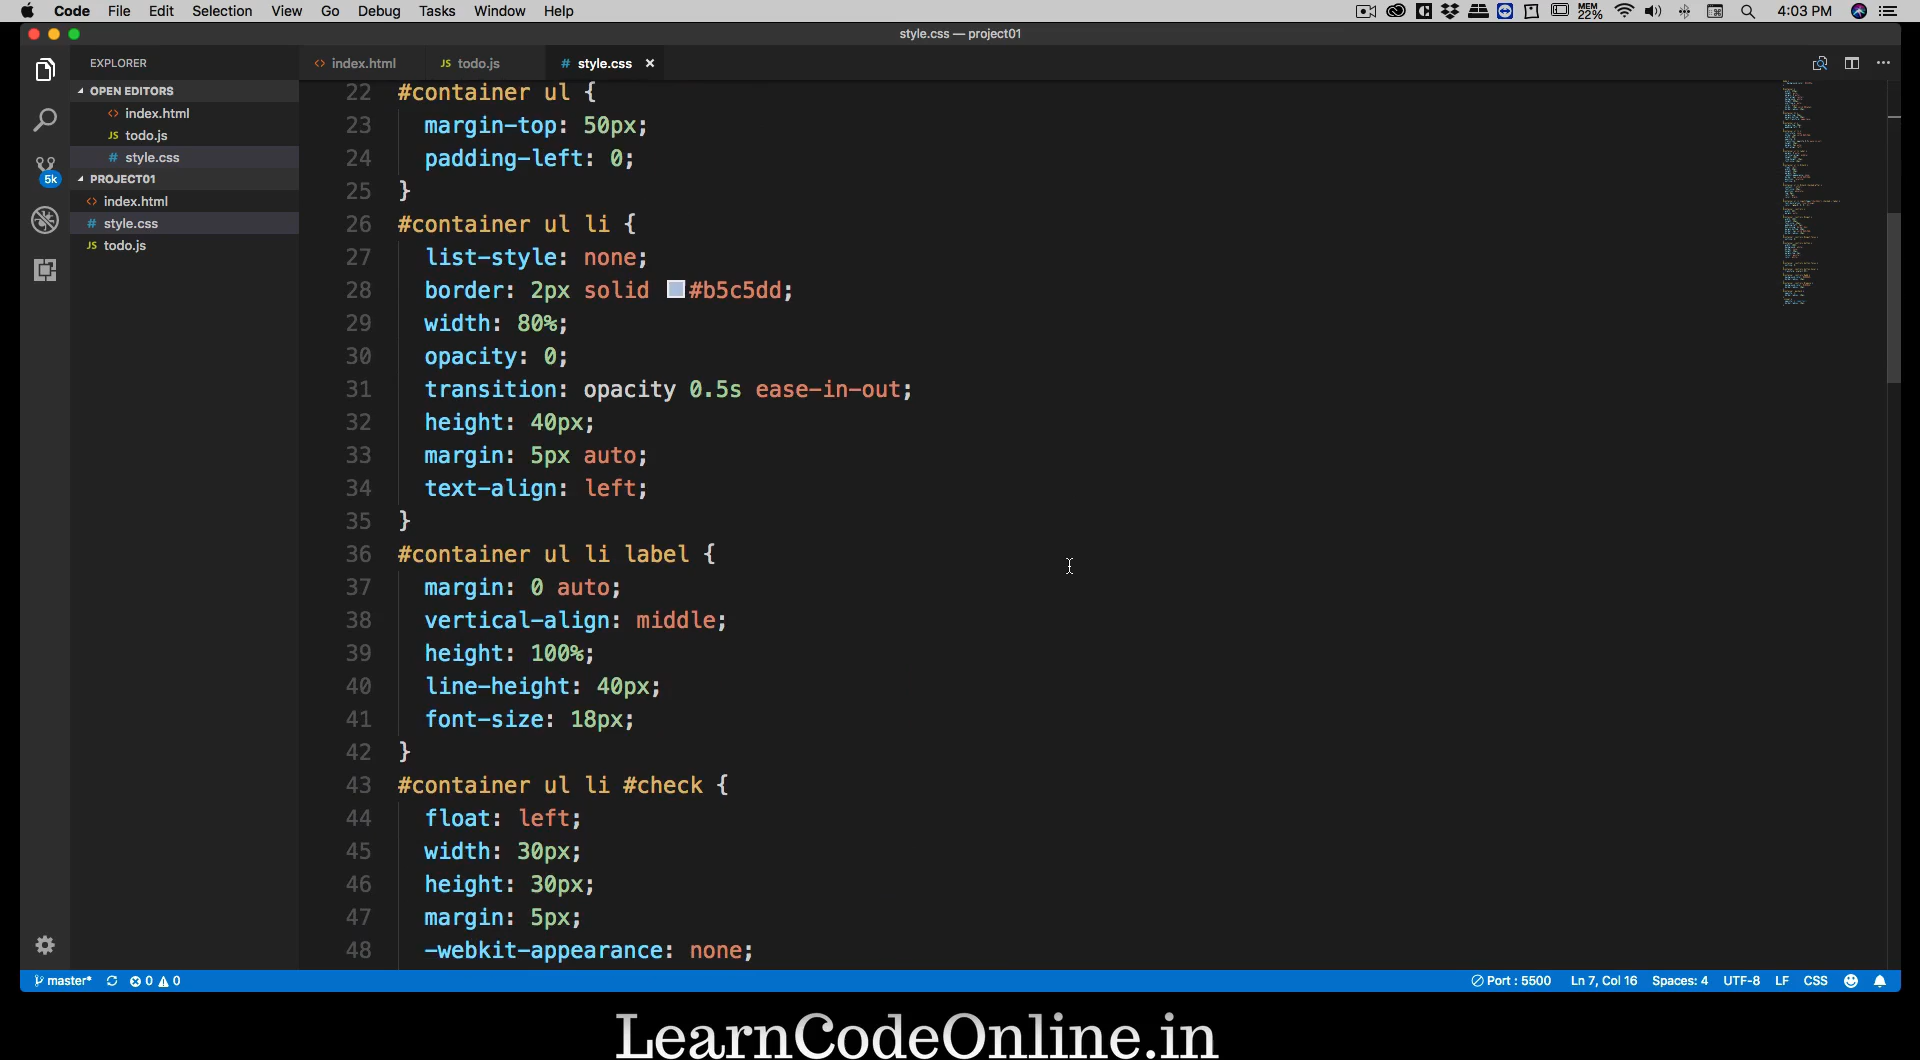 Code File Edit Selection View Go Debug Tasks Window Help MEM 22% 4:03 PM
style.css — project01
EXPLORER
index.html
todo.js
style.css
OPEN EDITORS
index.html
todo.js
style.css
5k
PROJECT01
index.html
style.css
todo.js
22 #container ul {
23 margin-top: 50px;
24 padding-left: 0;
25 }
26 #container ul li {
27 list-style: none;
28 border: 2px solid #b5c5dd;
29 width: 80%;
30 opacity: 0;
31 transition: opacity 0.5s ease-in-out;
32 height: 40px;
33 margin: 5px auto;
34 text-align: left;
35 }
36 #container ul li label {
37 margin: 0 auto;
38 vertical-align: middle;
39 height: 100%;
40 line-height: 40px;
41 font-size: 18px;
42 }
43 #container ul li #check {
44 float: left;
45 width: 30px;
46 height: 30px;
47 margin: 5px;
48 -webkit-appearance: none;
master* 0 0 Port : 5500 Ln 7, Col 16 Spaces: 4 UTF-8 LF CSS
LearnCodeOnline.in